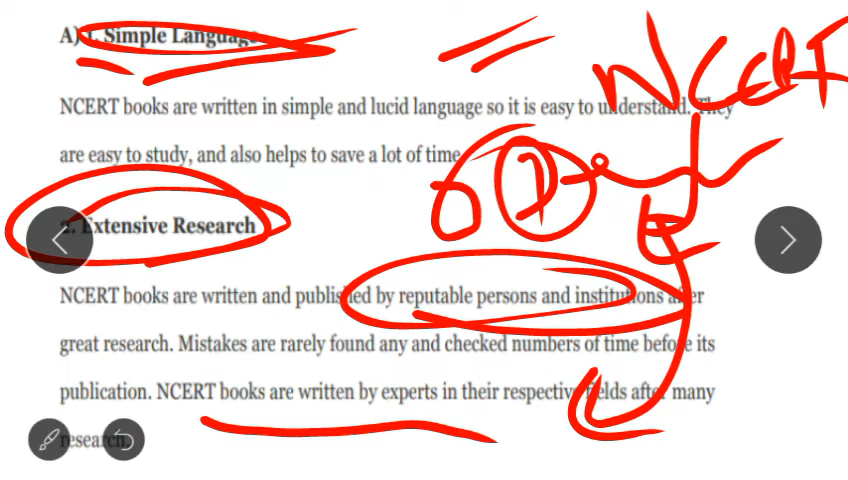 A) 1. Simple Language
NCERT
NCERT books are written in simple and lucid language so it is easy to understand. They
are easy to study, and also helps to save a lot of time.
2. Extensive Research
NCERT books are written and published by reputable persons and institutions after
great research. Mistakes are rarely found any and checked numbers of time before its
publication. NCERT books are written by experts in their respective fields after many
research.